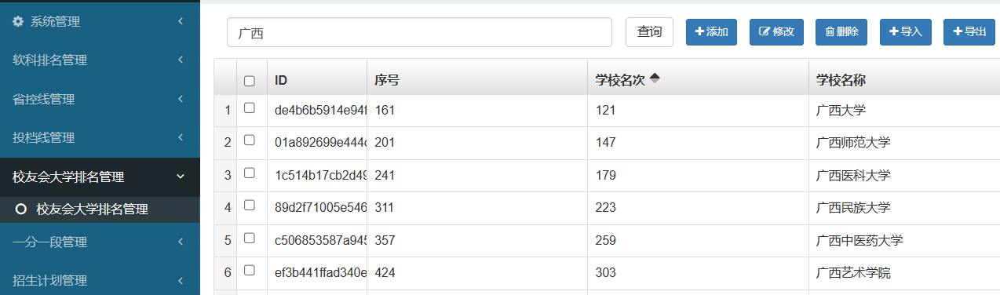 系统管理
软科排名管理
省控线管理
投档线管理
校友会大学排名管理
校友会大学排名管理
一分一段管理
招生计划管理
广西 查询 添加 修改 删除 导入 导出
ID 序号 学校名次 学校名称
1 de4b6b5914e94f 161 121 广西大学
2 01a892699e444c 201 147 广西师范大学
3 1c514b17cb2d49 241 179 广西医科大学
4 89d2f71005e546 311 223 广西民族大学
5 c506853587a945 357 259 广西中医药大学
6 ef3b441ffad340e 424 303 广西艺术学院